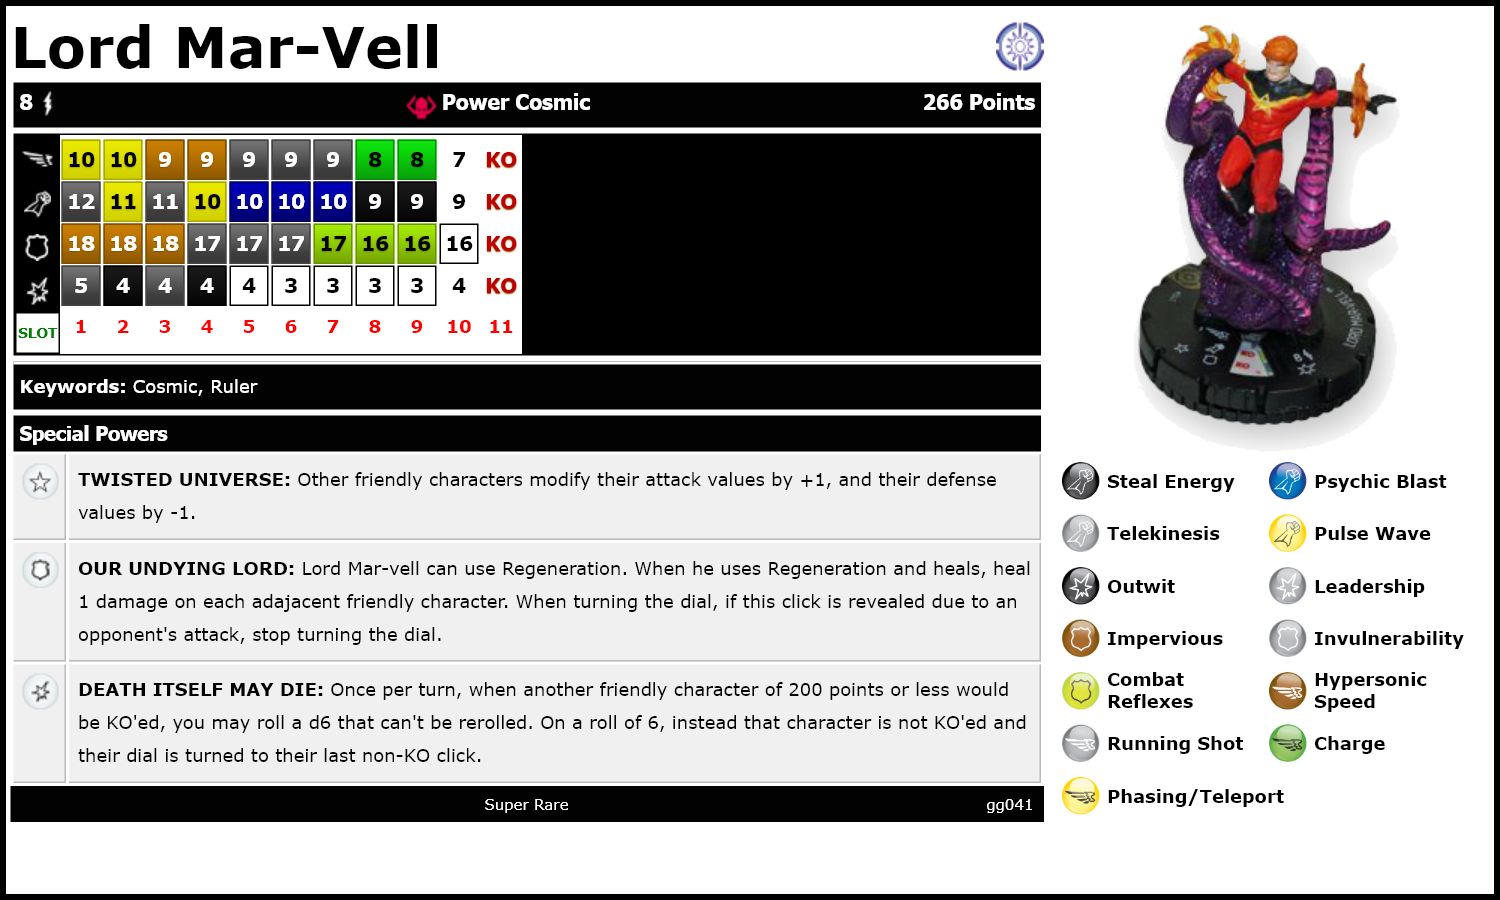 Lord Mar-Vell
8 Power Cosmic 266 Points
10 10 9 9 9 9 9 8 8 7 KO
12 11 11 10 10 10 10 9 9 9 KO
18 18 18 17 17 17 17 16 16 16 KO
5 4 4 4 4 3 3 3 3 4 KO
SLOT 1 2 3 4 5 6 7 8 9 10 11
Keywords: Cosmic, Ruler
Special Powers
TWISTED UNIVERSE: Other friendly characters modify their attack values by +1, and their defense
values by -1.
OUR UNDYING LORD: Lord Mar-vell can use Regeneration. When he uses Regeneration and heals, heal
1 damage on each adajacent friendly character. When turning the dial, if this click is revealed due to an
opponent's attack, stop turning the dial.
DEATH ITSELF MAY DIE: Once per turn, when another friendly character of 200 points or less would
be KO'ed, you may roll a d6 that can't be rerolled. On a roll of 6, instead that character is not KO'ed and
their dial is turned to their last non-KO click.
Super Rare gg041
LORD MAR-VELL
8
KO
KO
Steal Energy Psychic Blast
Telekinesis Pulse Wave
Outwit Leadership
Impervious Invulnerability
Combat
Reflexes
Hypersonic
Speed
Running Shot Charge
Phasing/Teleport